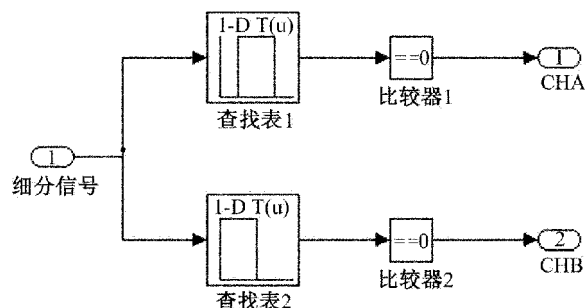 1-D T(u)
查找表1
==0
比较器1
1
CHA
1
细分信号
1-D T(u)
查找表2
==0
比较器2
2
CHB